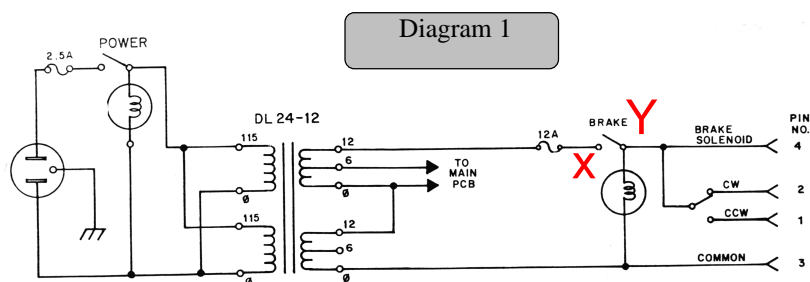 Diagram 1
POWER
2.5A
DL 24-12
115
Ø
115
Ø
12
6
Ø
12
6
Ø
TO
MAIN
PCB
12A
X
BRAKE
Y
BRAKE
SOLENOID
PIN
NO.
4
CW
2
CCW
1
COMMON
3